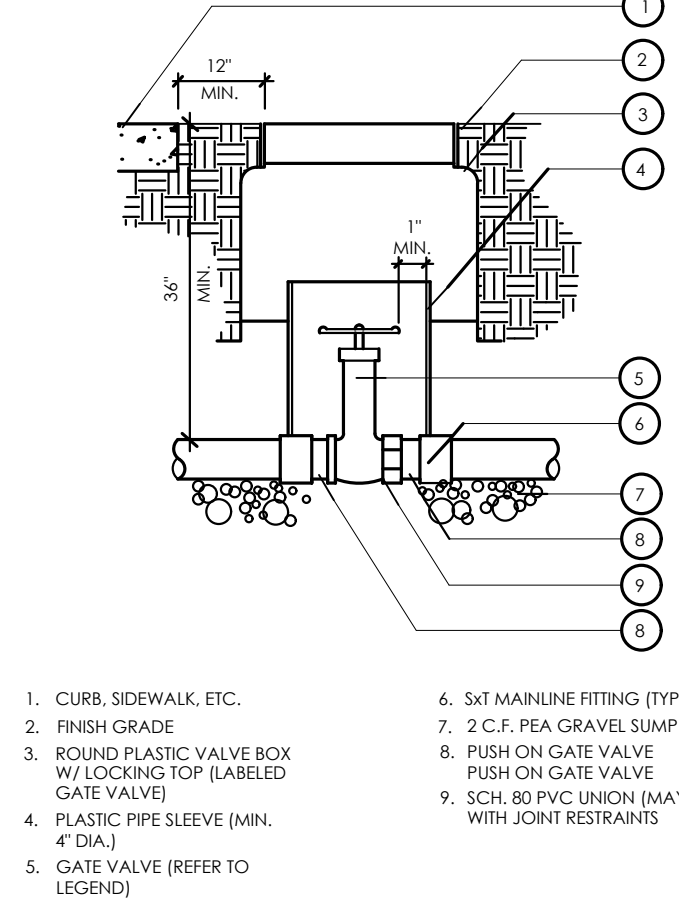 1
12"
MIN.
2
3
4
1"
MIN.
36"
MIN.
5
6
7
8
9
8
1. CURB, SIDEWALK, ETC.
2. FINISH GRADE
3. ROUND PLASTIC VALVE BOX
W/ LOCKING TOP (LABELED
GATE VALVE)
4. PLASTIC PIPE SLEEVE (MIN.
4" DIA.)
5. GATE VALVE (REFER TO
LEGEND)
6. SxT MAINLINE FITTING (TYP
7. 2 C.F. PEA GRAVEL SUMP
8. PUSH ON GATE VALVE
PUSH ON GATE VALVE
9. SCH. 80 PVC UNION (MAY
WITH JOINT RESTRAINTS